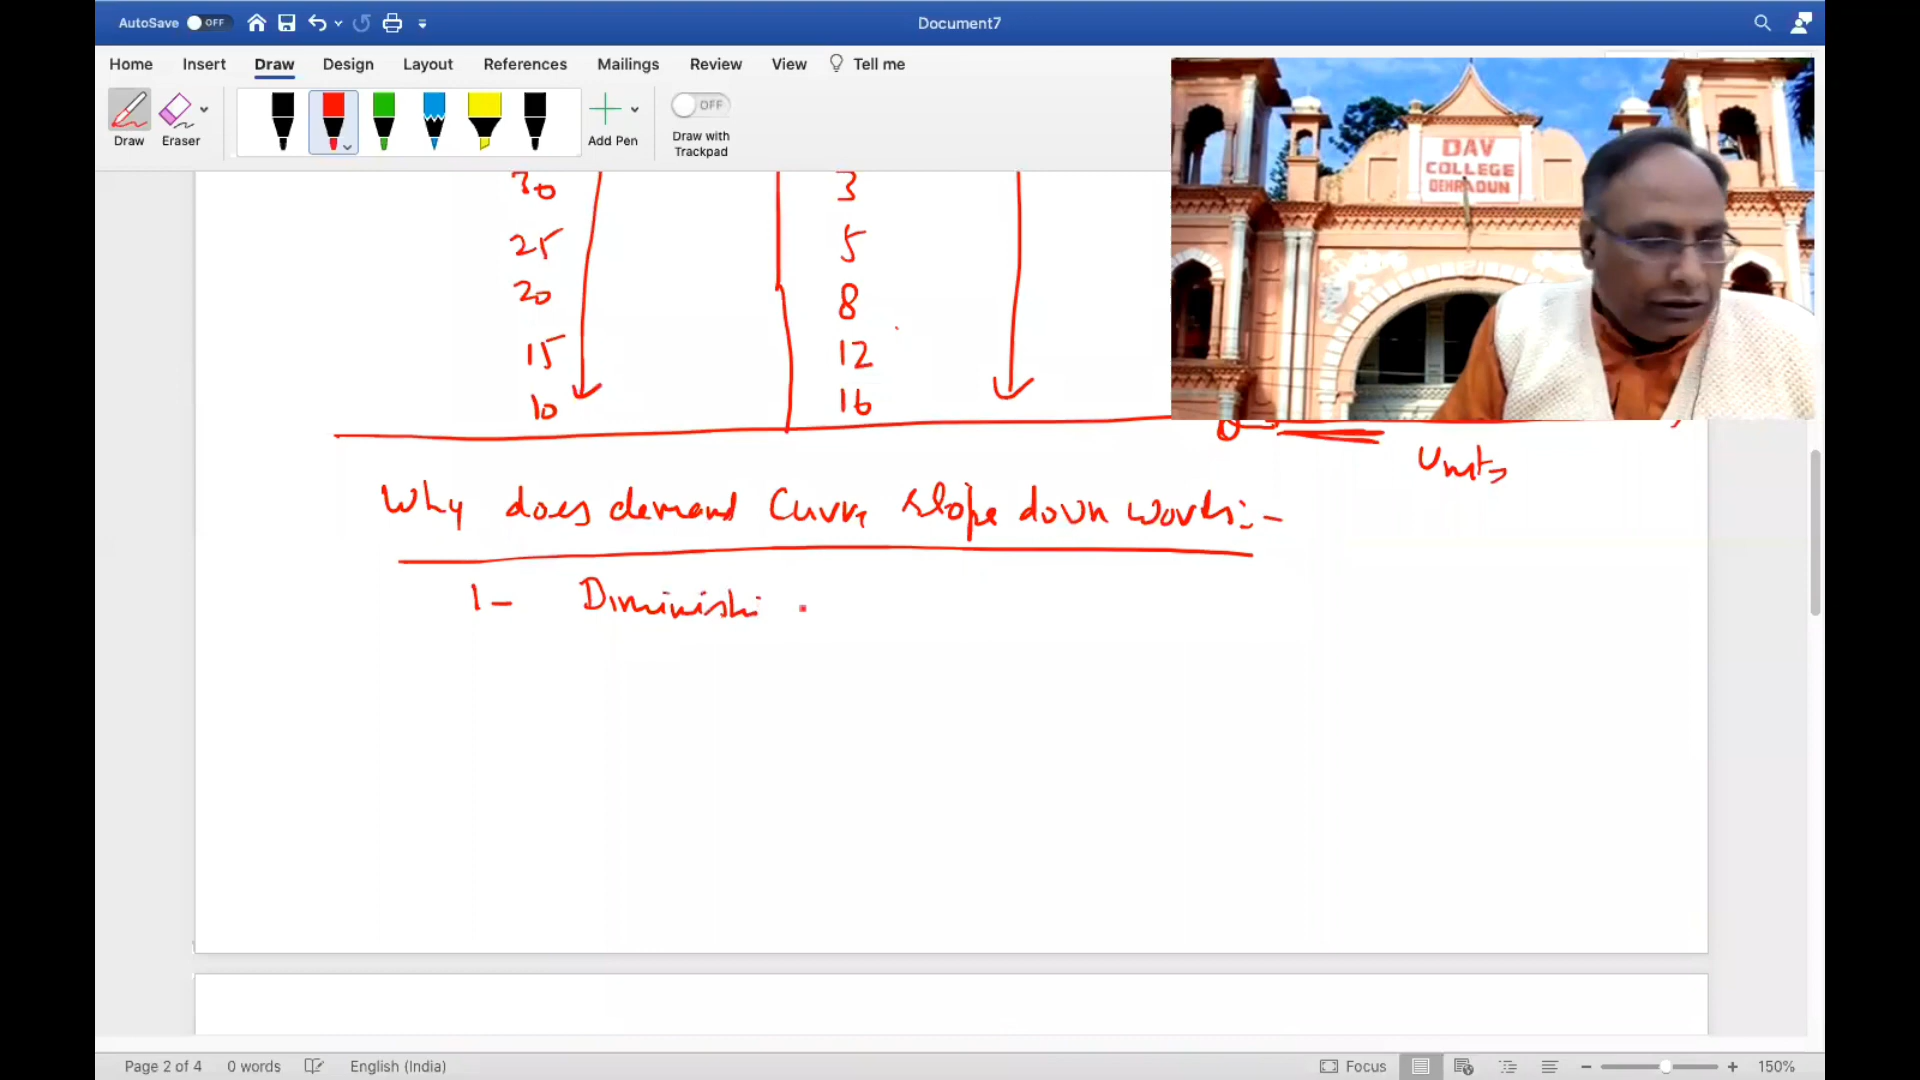 AutoSave OFF Document7
Home Insert Draw Design Layout References Mailings Review View Tell me
OFF
Draw Eraser Add Pen Draw with Trackpad
DAV
COLLEGE
DEHRADUN
30 3
25 5
20 8
15 12
10 16
0
Units
Why does demand Curve slope down wards:-
1- Diminishi
Page 2 of 4 0 words English (India) Focus 150%